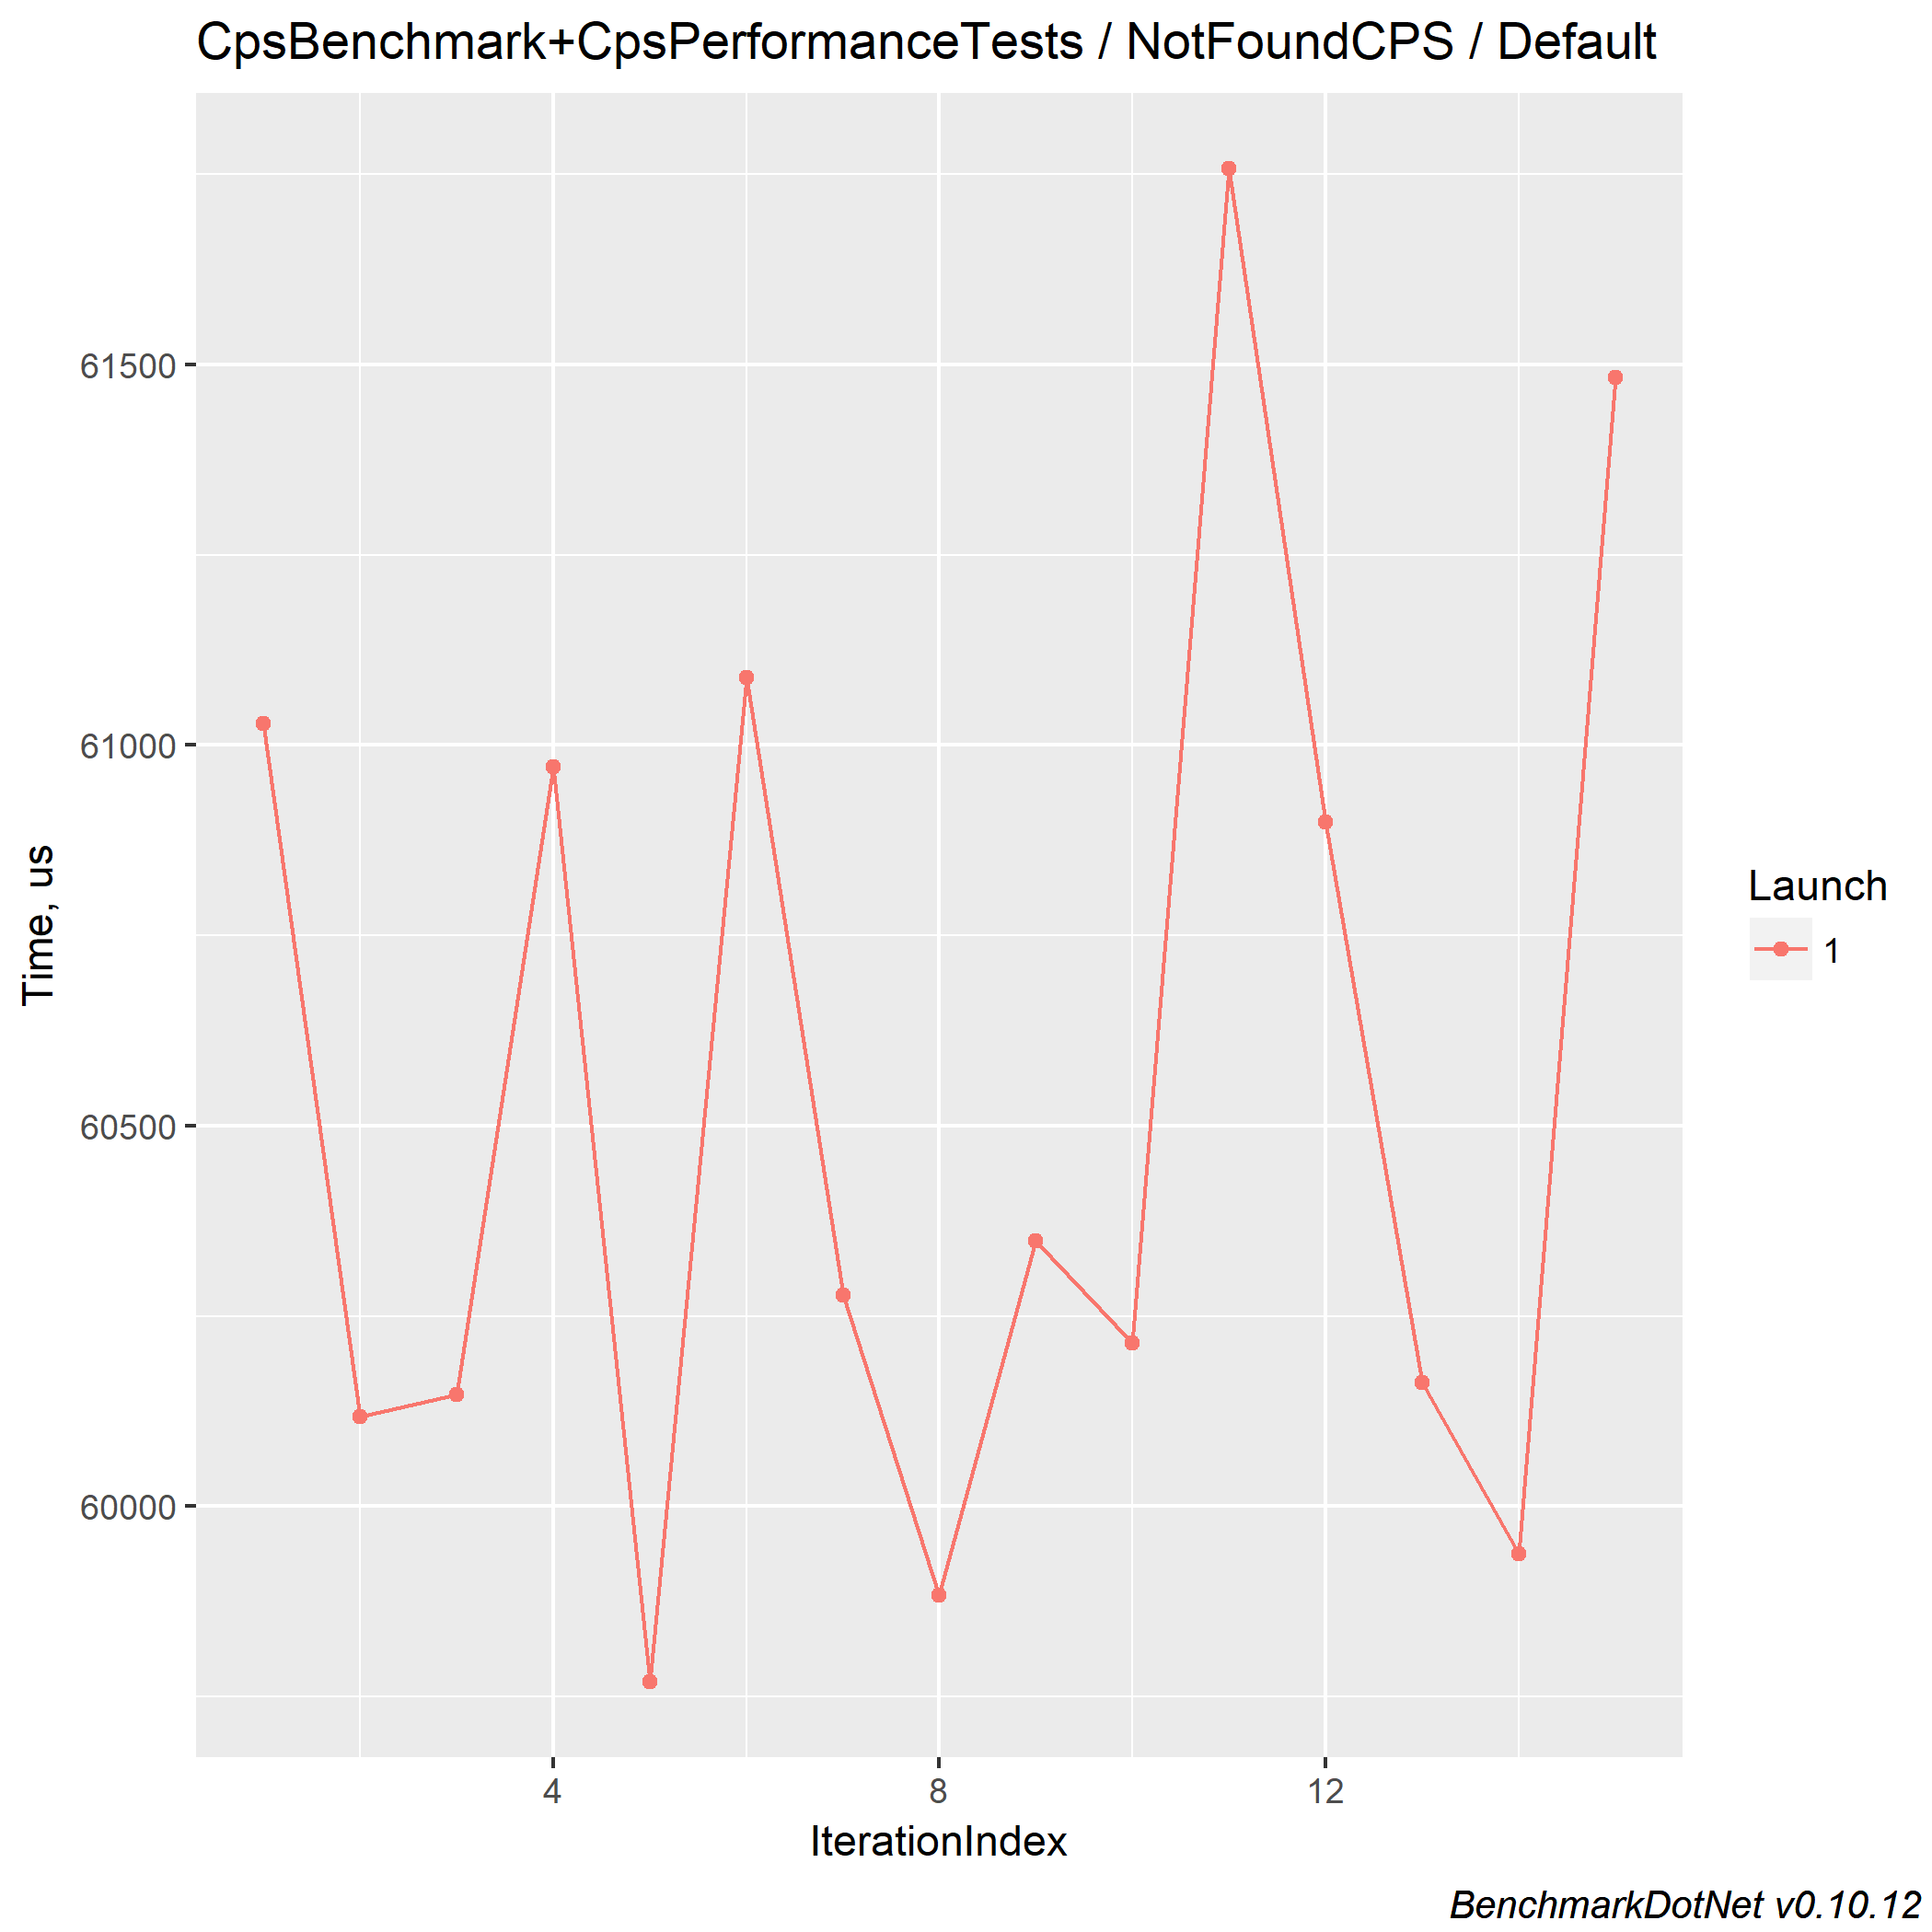 CpsBenchmark+CpsPerformanceTests / NotFoundCPS / Default
Time, us
61500
61000
60500
60000
4 8 12
IterationIndex
Launch
1
BenchmarkDotNet v0.10.12